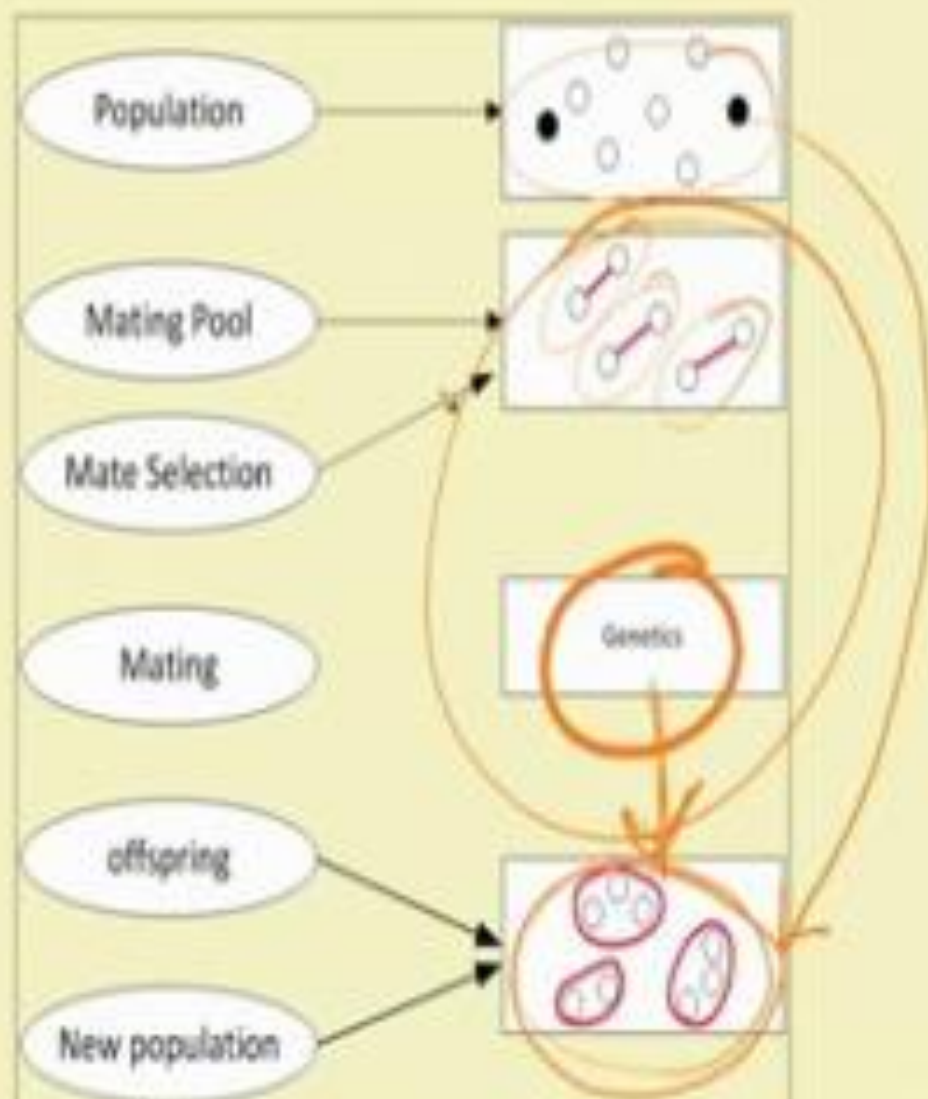 Population
Mating Pool
Mate Selection
Mating
Genetics
offspring
New population